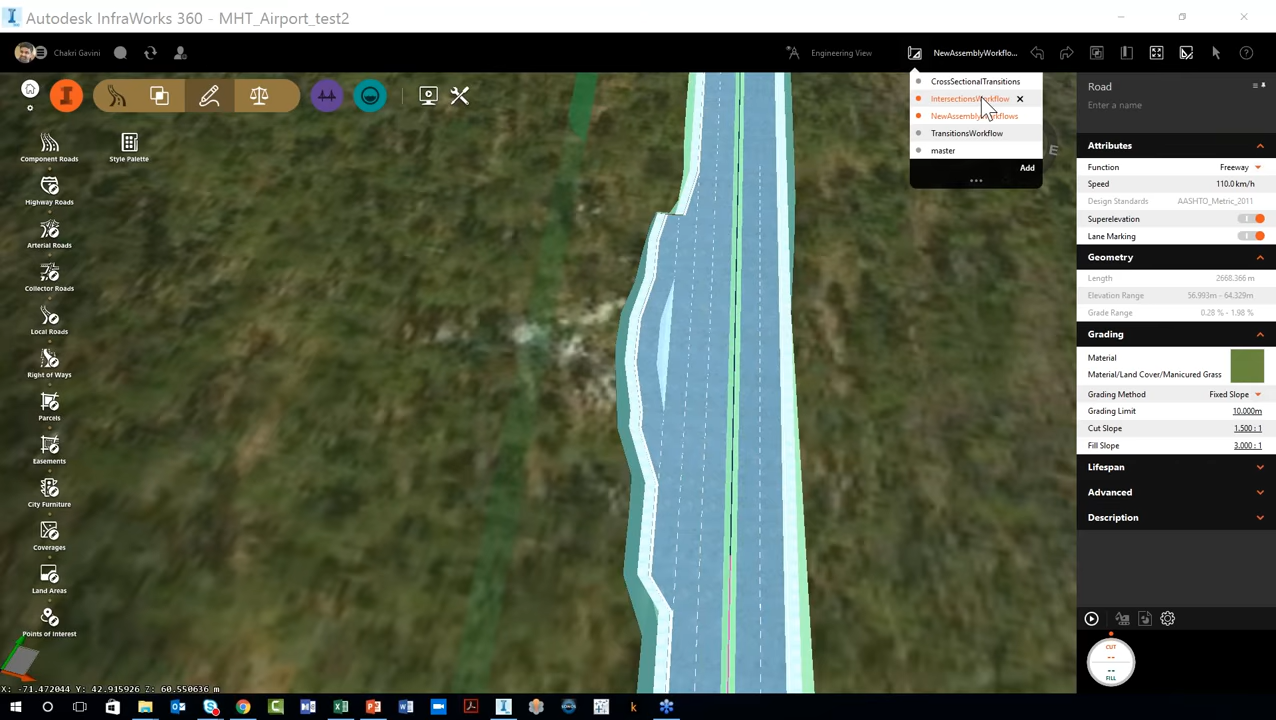 Autodesk InfraWorks 360 - MHT_Airport_test2
Chakri Gavini
Engineering View
NewAssemblyWorkflo...
CrossSectionalTransitions
IntersectionsWorkflow
NewAssemblyWorkflows
TransitionsWorkflow
master
Add
E
Component Roads
Style Palette
Highway Roads
Arterial Roads
Collector Roads
Local Roads
Right of Ways
Parcels
Easements
City Furniture
Coverages
Land Areas
Points of Interest
X: -71.472044 Y: 42.915926 Z: 60.550636 m
Road
Enter a name
Attributes
Function Freeway
Speed 110.0 km/h
Design Standards AASHTO_Metric_2011
Superelevation
Lane Marking
Geometry
Length 2668.366 m
Elevation Range 56.993m - 64.329m
Grade Range 0.28 % - 1.98 %
Grading
Material
Material/Land Cover/Manicured Grass
Grading Method Fixed Slope
Grading Limit 10.000m
Cut Slope 1.500 : 1
Fill Slope 3.000 : 1
Lifespan
Advanced
Description
CUT
--
--
FILL